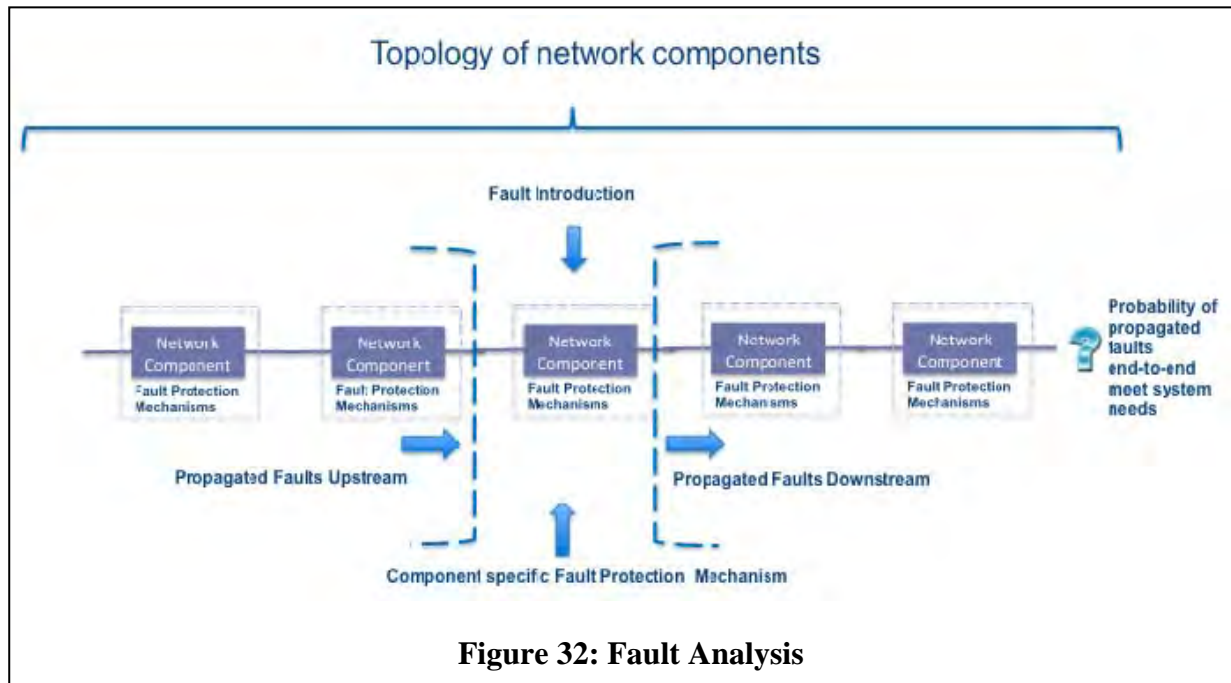 Topology of network components
Fault Introduction
Network
Component
Fault Protection
Mechanisms
Network
Component
Fault Protection
Mechanisms
Network
Component
Fault Protection
Mechanisms
Network
Component
Fault Protection
Mechanisms
Network
Component
Fault Protection
Mechanisms
?
Probability of
propagated
faults
end-to-end
meet system
needs
Propagated Faults Upstream
Propagated Faults Downstream
Component specific Fault Protection Mechanism
Figure 32: Fault Analysis